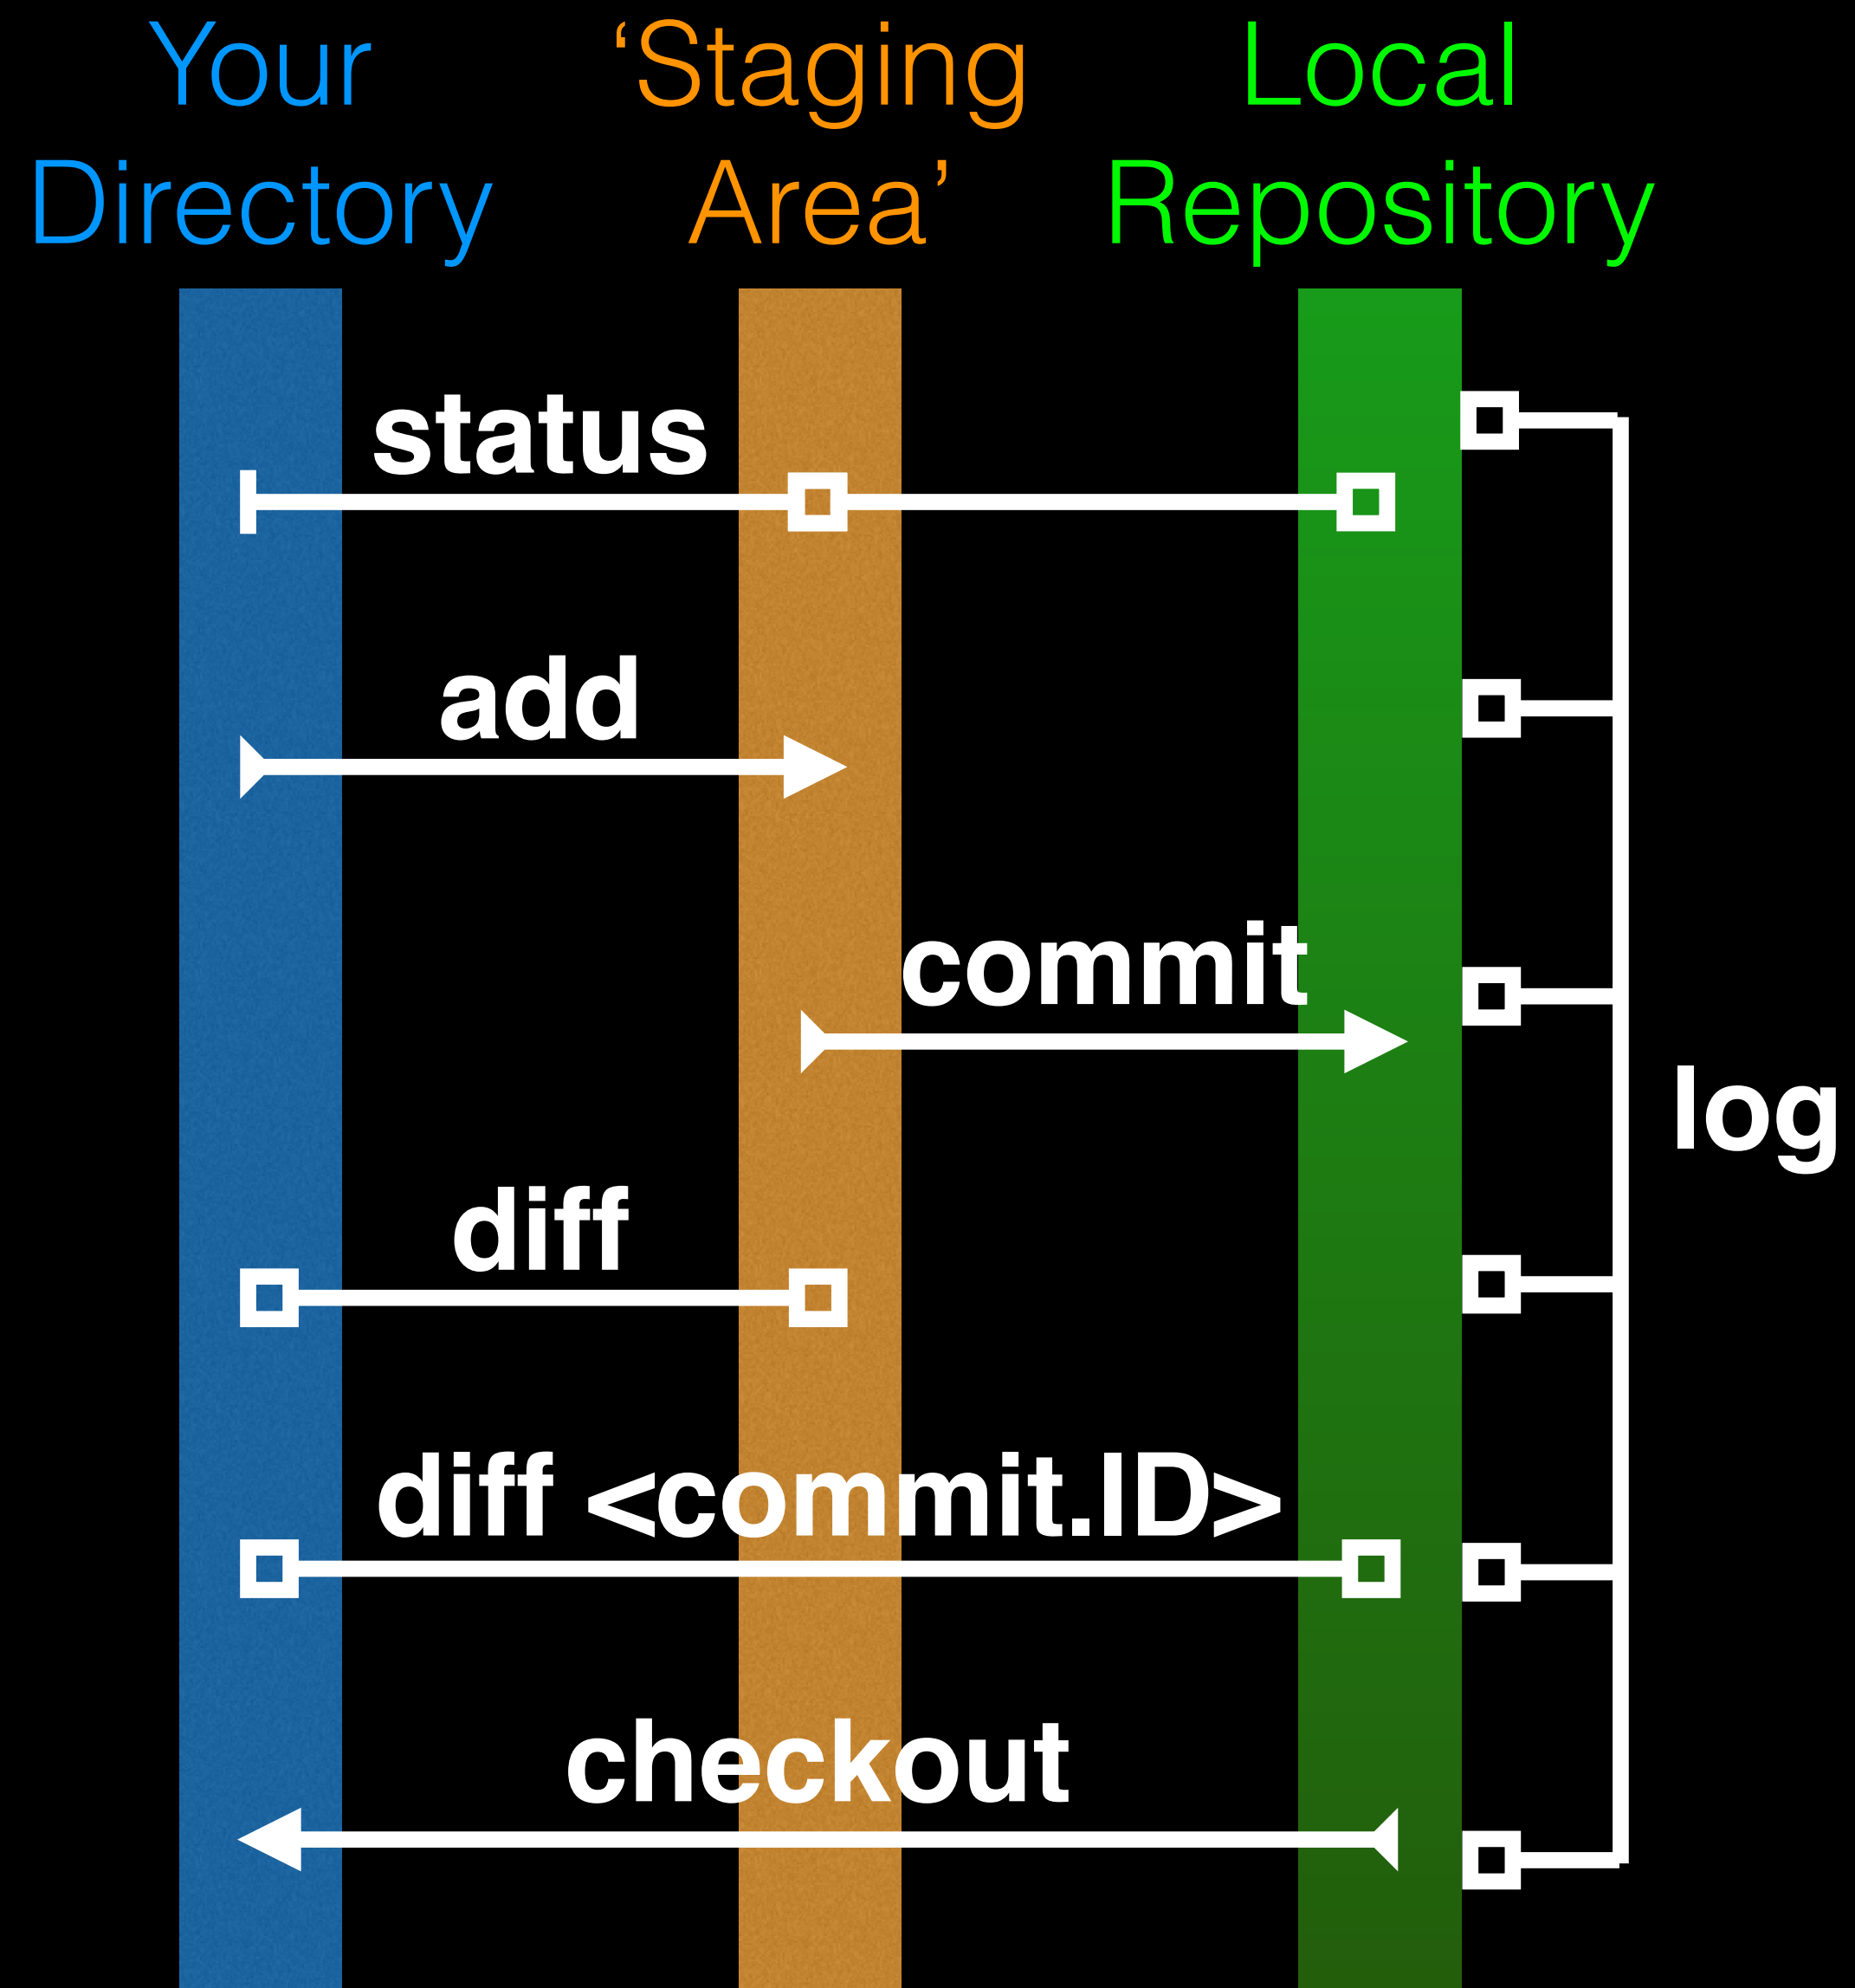 Your
Directory
‘Staging
Area’
Local
Repository
status
add
commit
log
diff
diff <commit.ID>
checkout